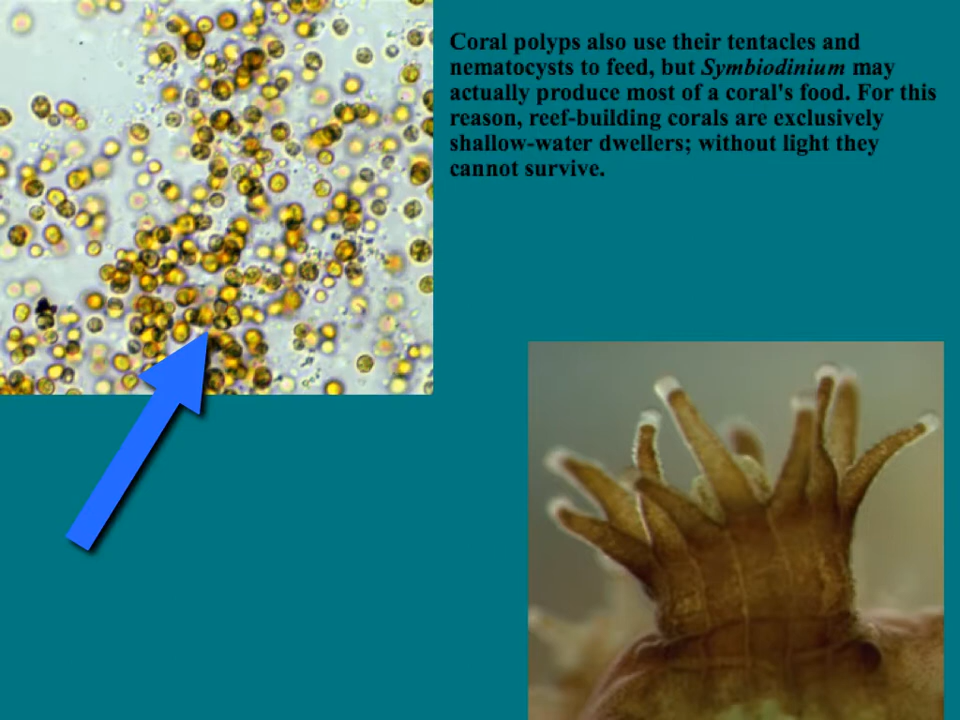 Coral polyps also use their tentacles and
nematocysts to feed, but Symbiodinium may
actually produce most of a coral's food. For this
reason, reef-building corals are exclusively
shallow-water dwellers; without light they
cannot survive.